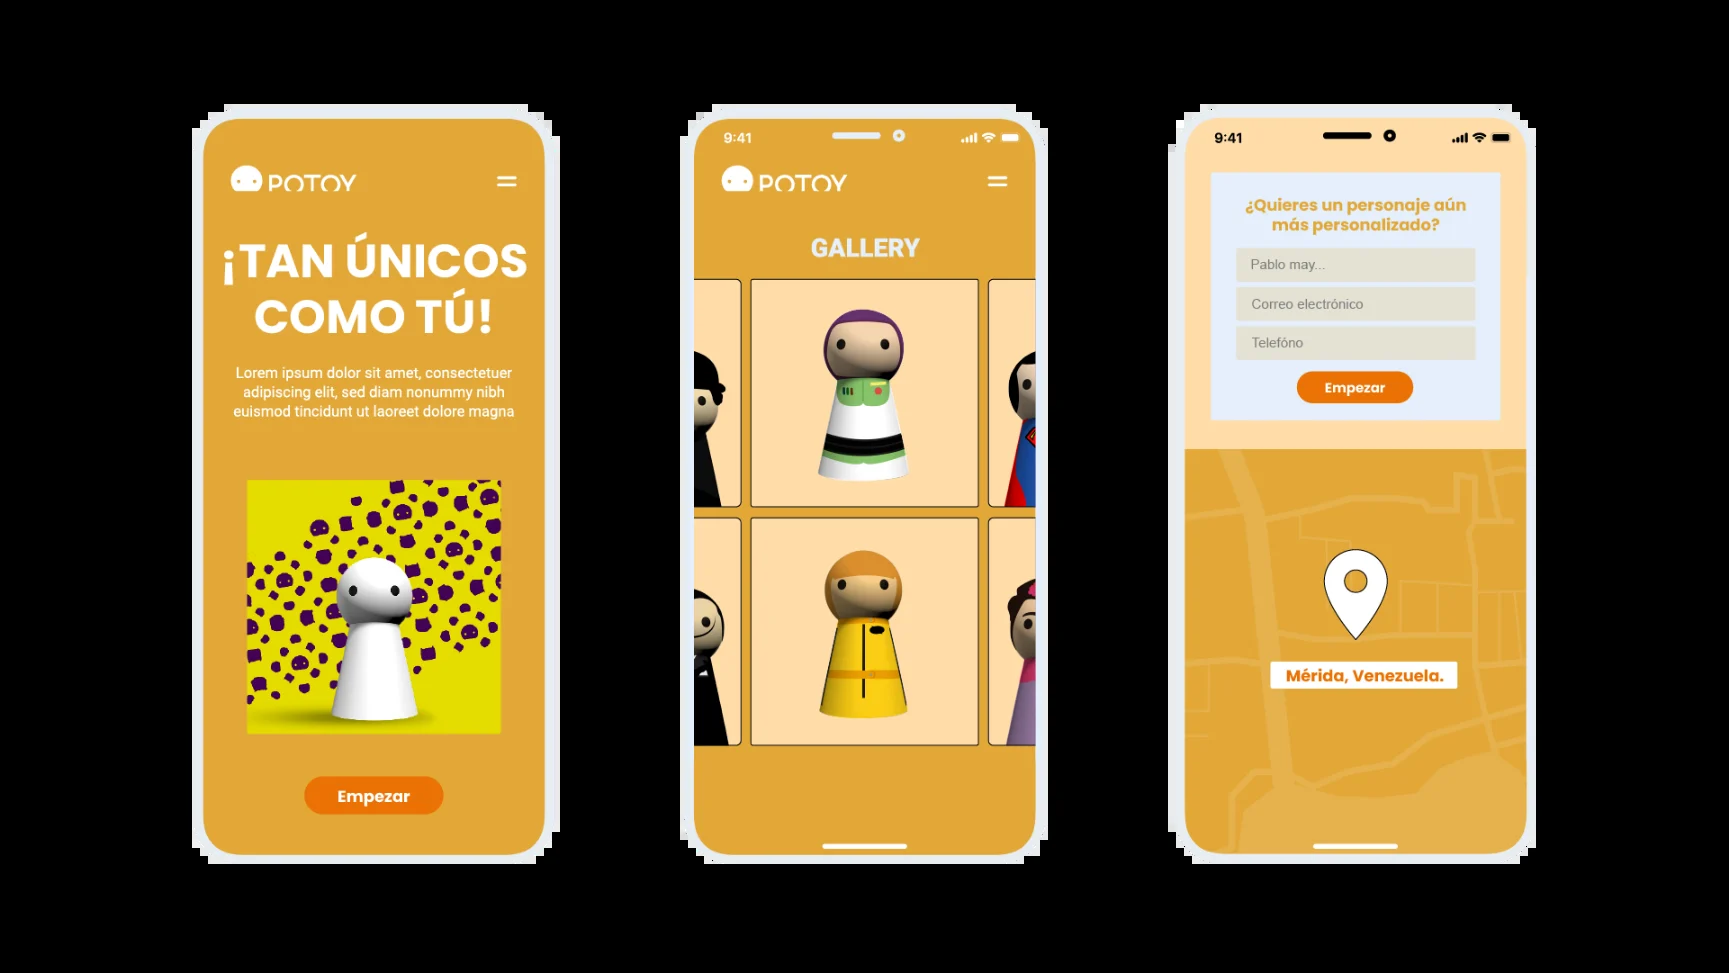 POTOY
¡TAN ÚNICOS
COMO TÚ!
Lorem ipsum dolor sit amet, consectetuer
adipiscing elit, sed diam nonummy nibh
euismod tincidunt ut laoreet dolore magna
Empezar
9:41
POTOY
GALLERY
9:41
¿Quieres un personaje aún
más personalizado?
Pablo may...
Correo electrónico
Telefóno
Empezar
Mérida, Venezuela.